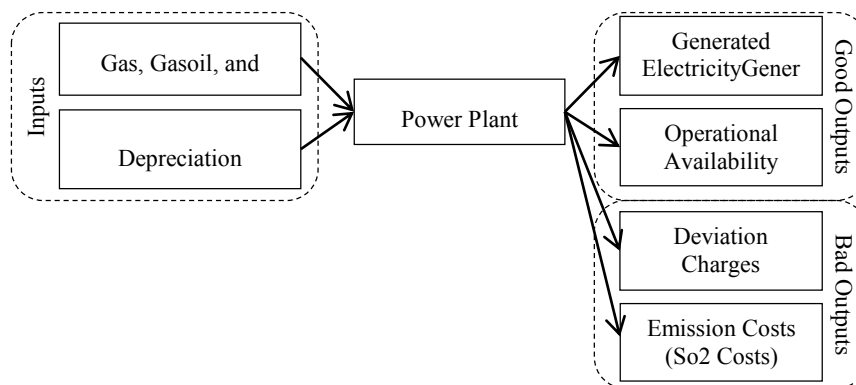 Inputs
Gas, Gasoil, and
Depreciation
Power Plant
Good Outputs
Generated
ElectricityGener
Operational
Availability
Bad Outputs
Deviation
Charges
Emission Costs
(So2 Costs)